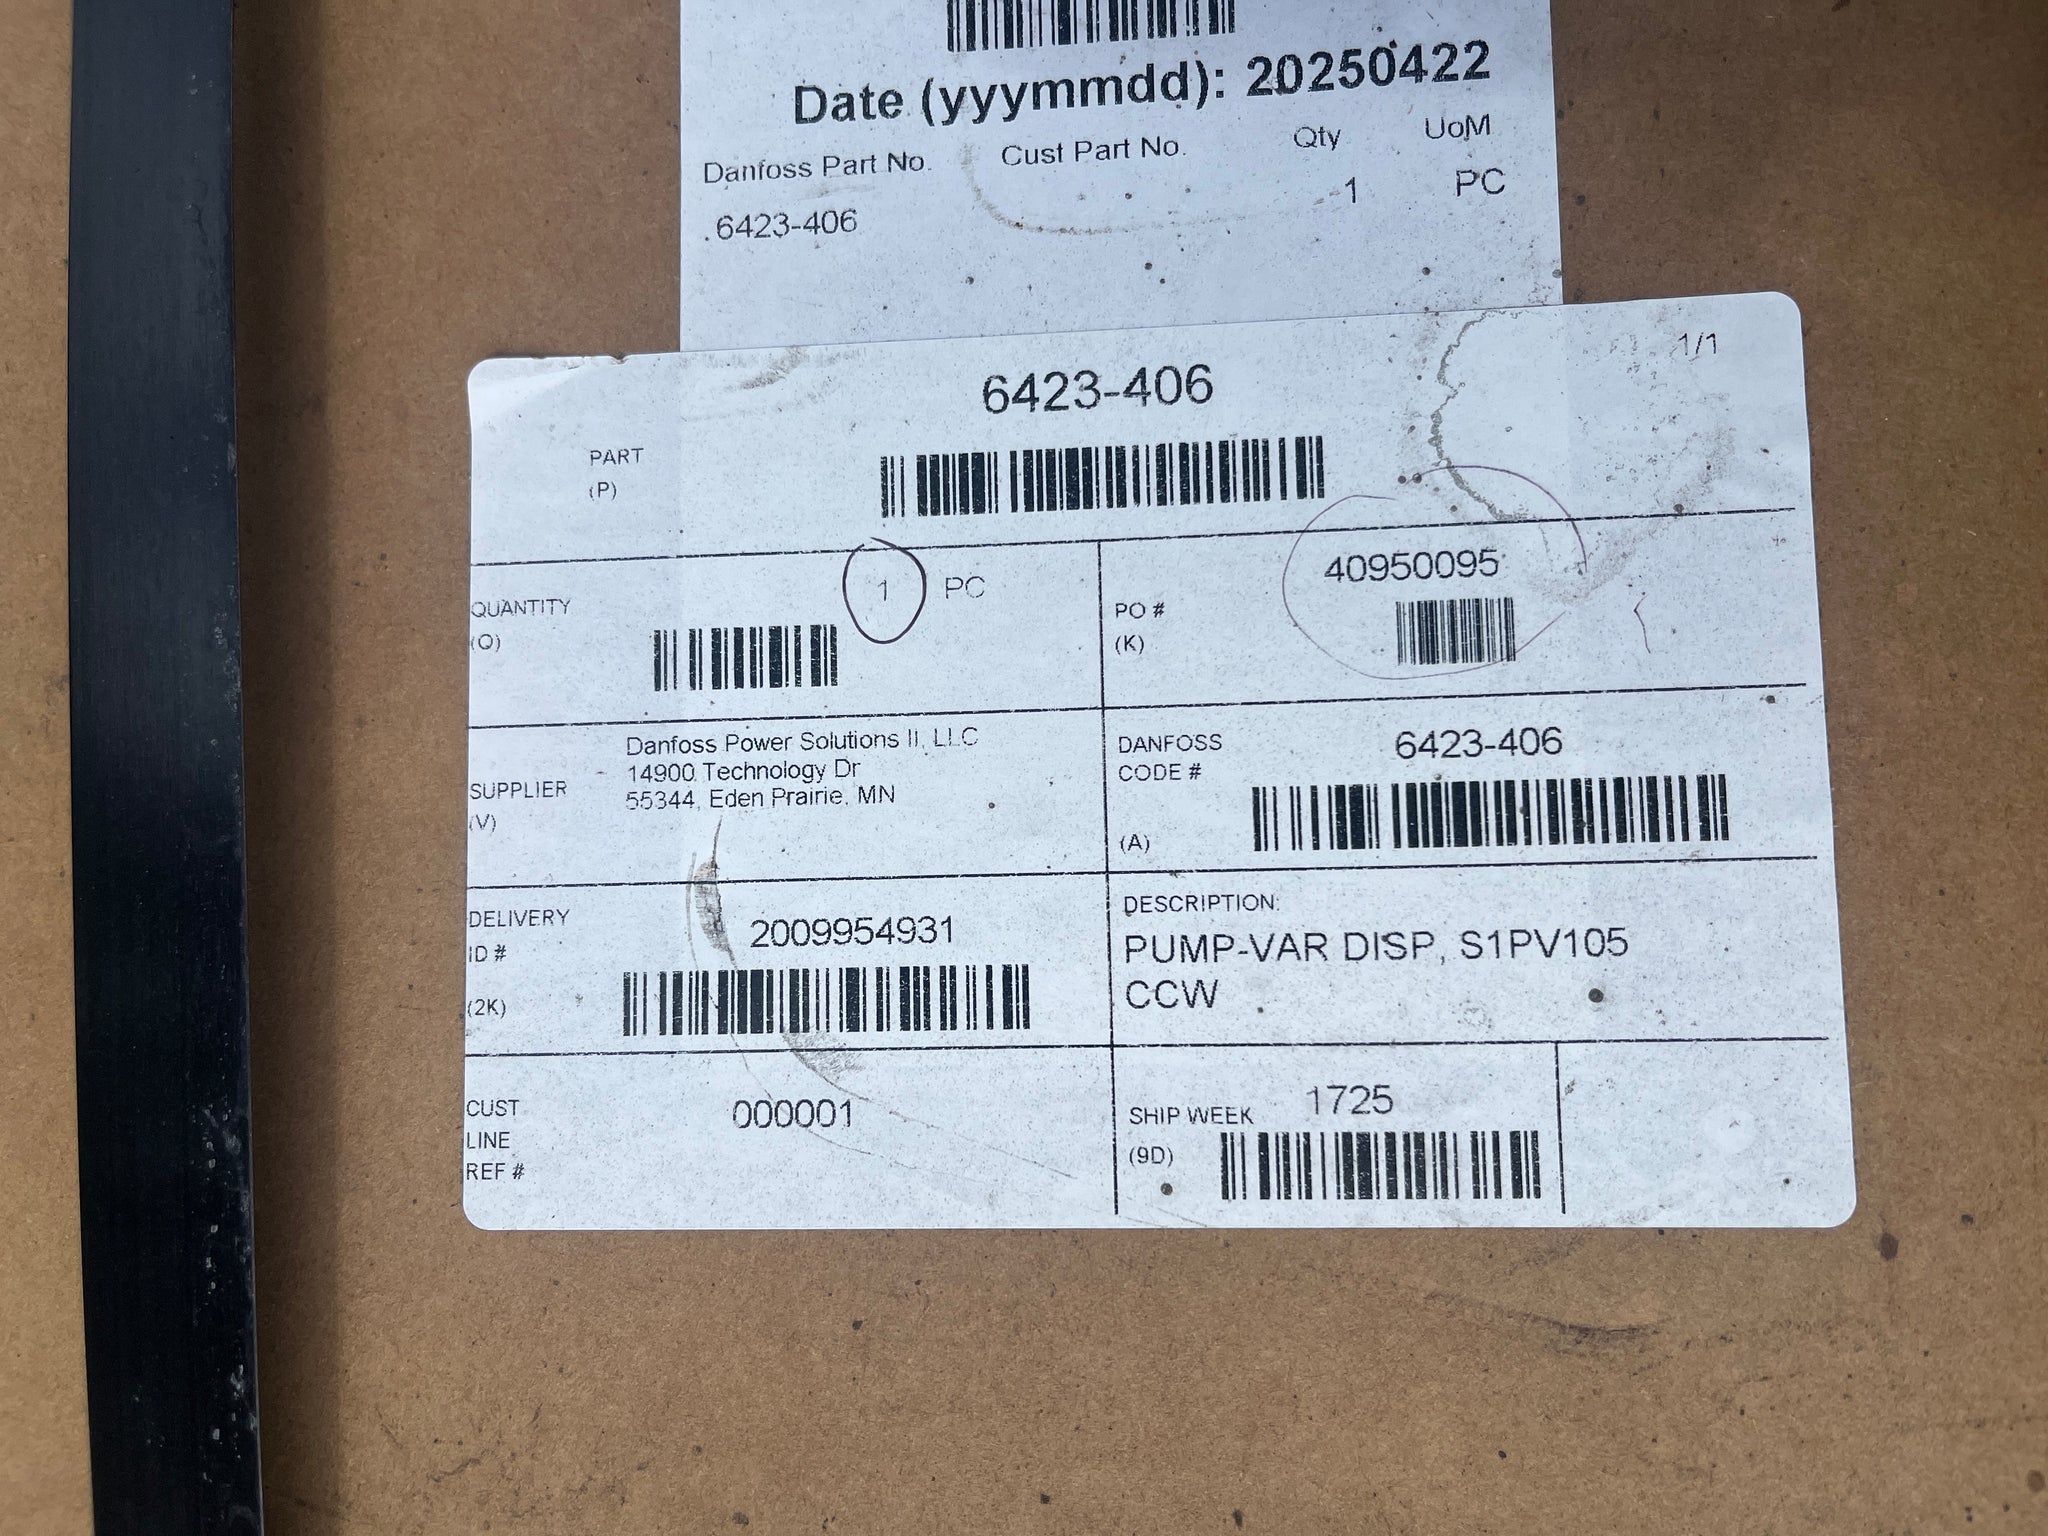 Date (yyymmdd): 20250422
Danfoss Part No. Cust Part No. Qty UoM
6423-406 1 PC
1/1
6423-406
PART
(P)
1 PC
QUANTITY
(Q)
40950095
PO #
(K)
Danfoss Power Solutions II, LLC
14900 Technology Dr
55344, Eden Prairie, MN
SUPPLIER
(V)
DANFOSS
CODE #
6423-406
(A)
DELIVERY
ID #
2009954931
(2K)
DESCRIPTION:
PUMP-VAR DISP, S1PV105
CCW
CUST
LINE
REF #
000001
SHIP WEEK 1725
(9D)